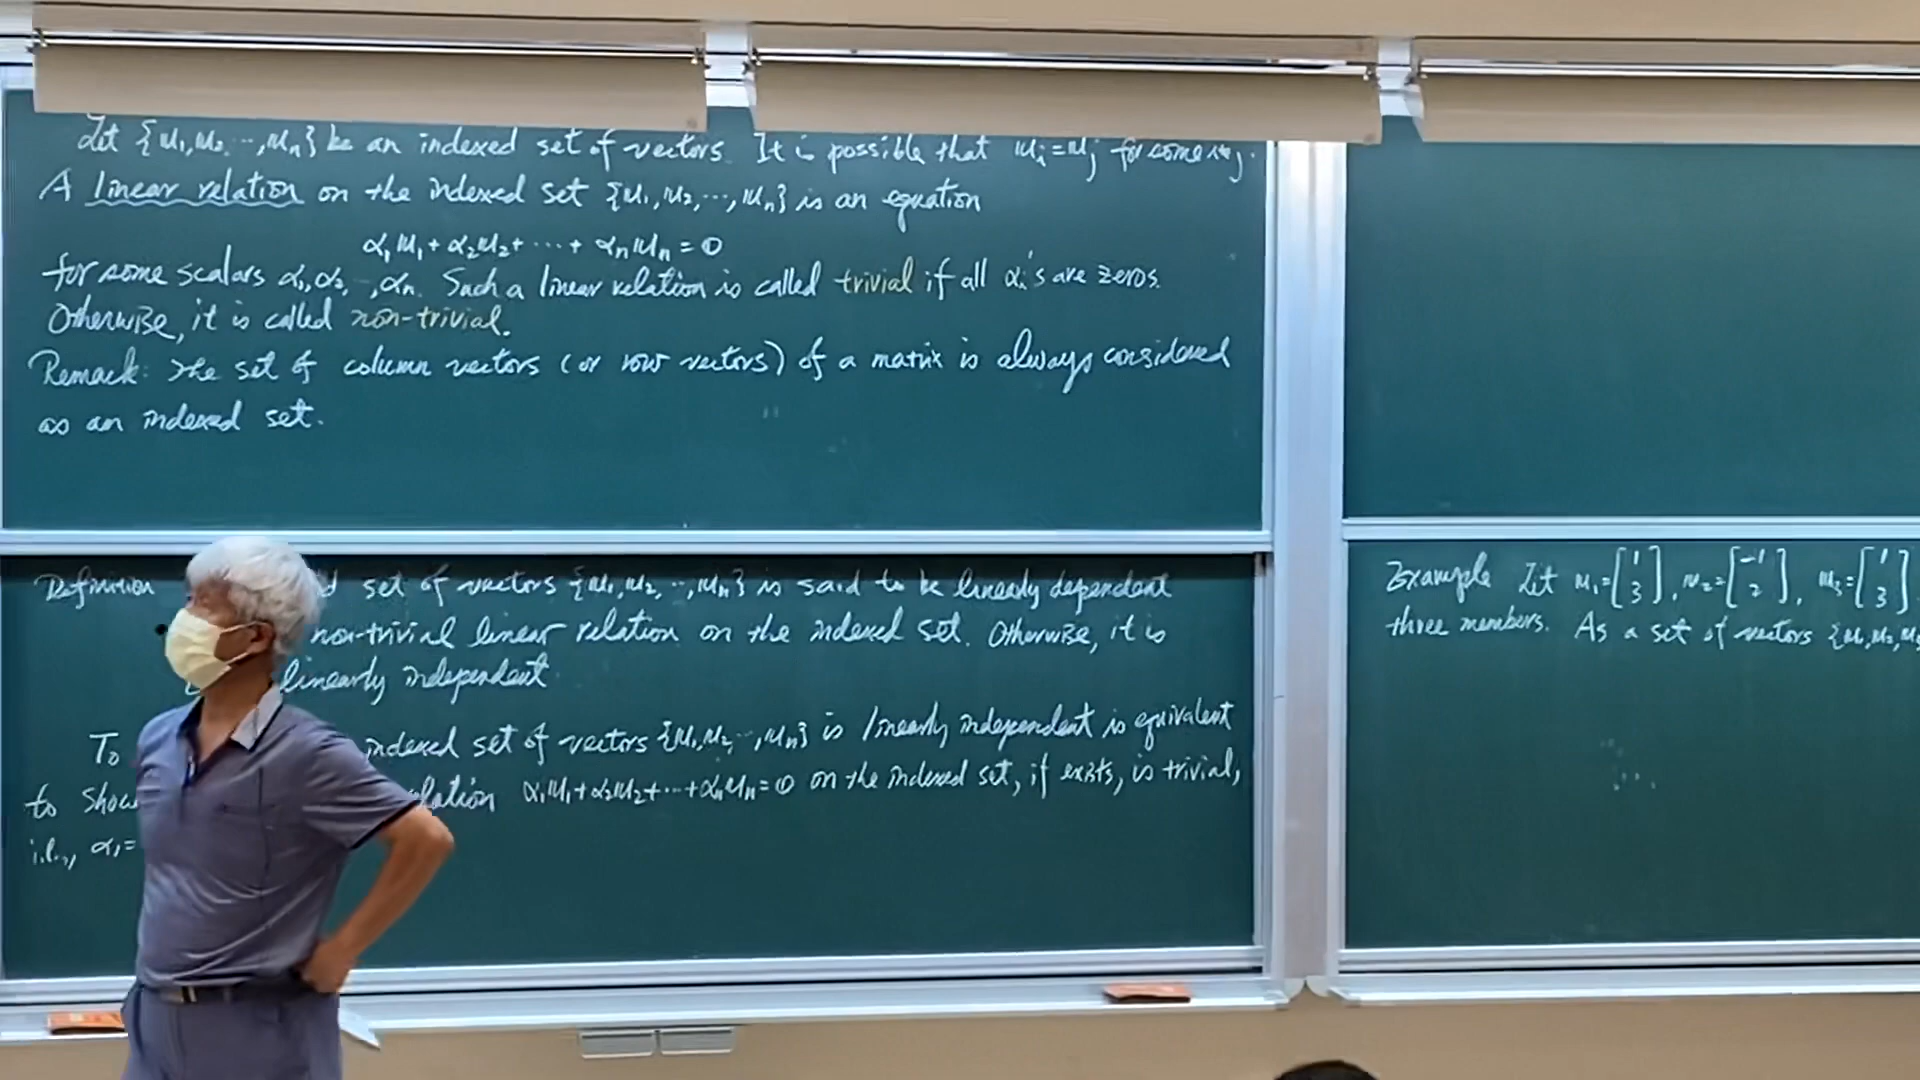 Let {u₁,u₂,…,uₙ} be an indexed set of vectors. It is possible that uᵢ=uⱼ for some i≠j.
A linear relation on the indexed set {u₁,u₂,…,uₙ} is an equation
α₁u₁+α₂u₂+⋯+αₙuₙ=0
for some scalars α₁,α₂,…,αₙ. Such a linear relation is called trivial if all αᵢ's are zeros.
Otherwise, it is called non-trivial.
Remark: The set of column vectors (or row vectors) of a matrix is always considered
as an indexed set.
Definition set of vectors {u₁,u₂,…,uₙ} is said to be linearly dependent
non-trivial linear relation on the indexed set. Otherwise, it is
linearly independent.
To indexed set of vectors {u₁,u₂,…,uₙ} is linearly independent is equivalent
to show relation α₁u₁+α₂u₂+⋯+αₙuₙ=0 on the indexed set, if exists, is trivial,
i.e., α₁=
Example Let u₁=[1 3], u₂=[-1 2], u₃=[1 3]
three members. As a set of vectors {u₁,u₂,u₃